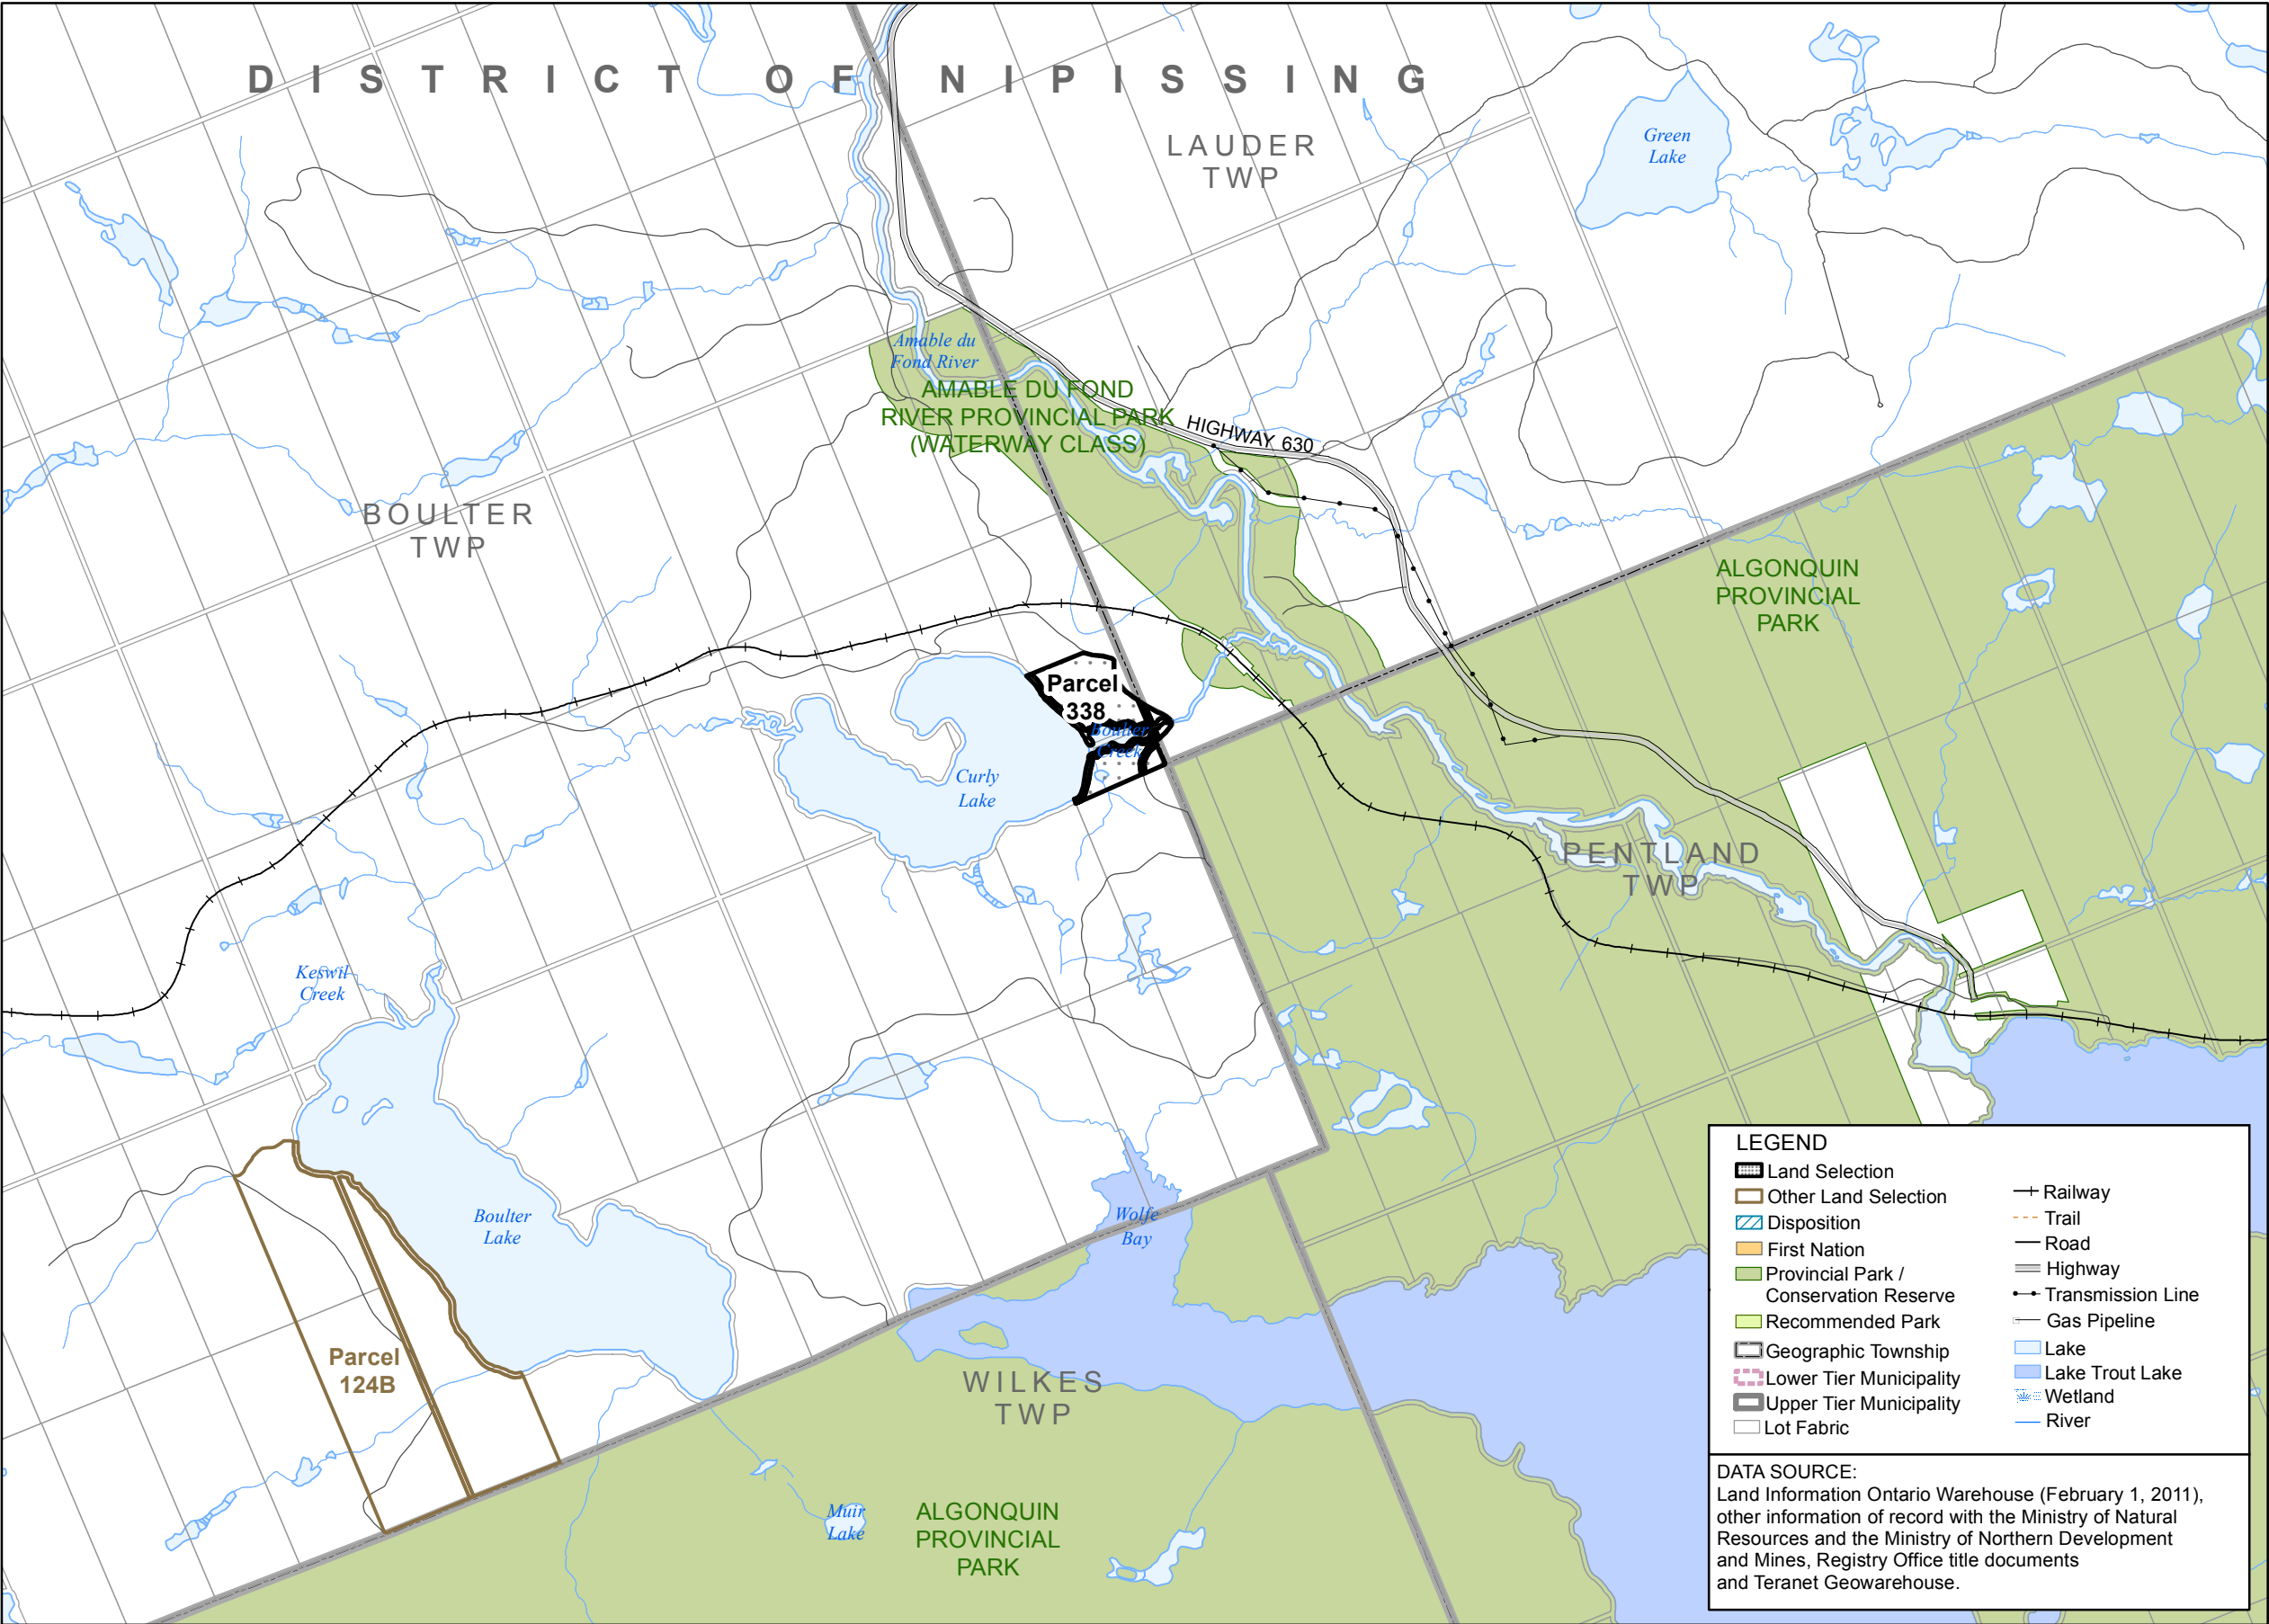 DISTRICT OF NIPISSING
LAUDER
TWP
Green
Lake
Amable du
Fond River
AMABLE DU FOND
RIVER PROVINCIAL PARK
(WATERWAY CLASS)
HIGHWAY 630
BOULTER
TWP
ALGONQUIN
PROVINCIAL
PARK
Parcel
338
Boulter
Creek
Curly
Lake
PENTLAND
TWP
Keswil
Creek
Boulter
Lake
Wolfe
Bay
Parcel
124B
WILKES
TWP
Muir
Lake
ALGONQUIN
PROVINCIAL
PARK
LEGEND
Land Selection
Other Land Selection
Disposition
First Nation
Provincial Park /
Conservation Reserve
Recommended Park
Geographic Township
Lower Tier Municipality
Upper Tier Municipality
Lot Fabric
Railway
Trail
Road
Highway
Transmission Line
Gas Pipeline
Lake
Lake Trout Lake
Wetland
River
DATA SOURCE:
Land Information Ontario Warehouse (February 1, 2011),
other information of record with the Ministry of Natural
Resources and the Ministry of Northern Development
and Mines, Registry Office title documents
and Teranet Geowarehouse.